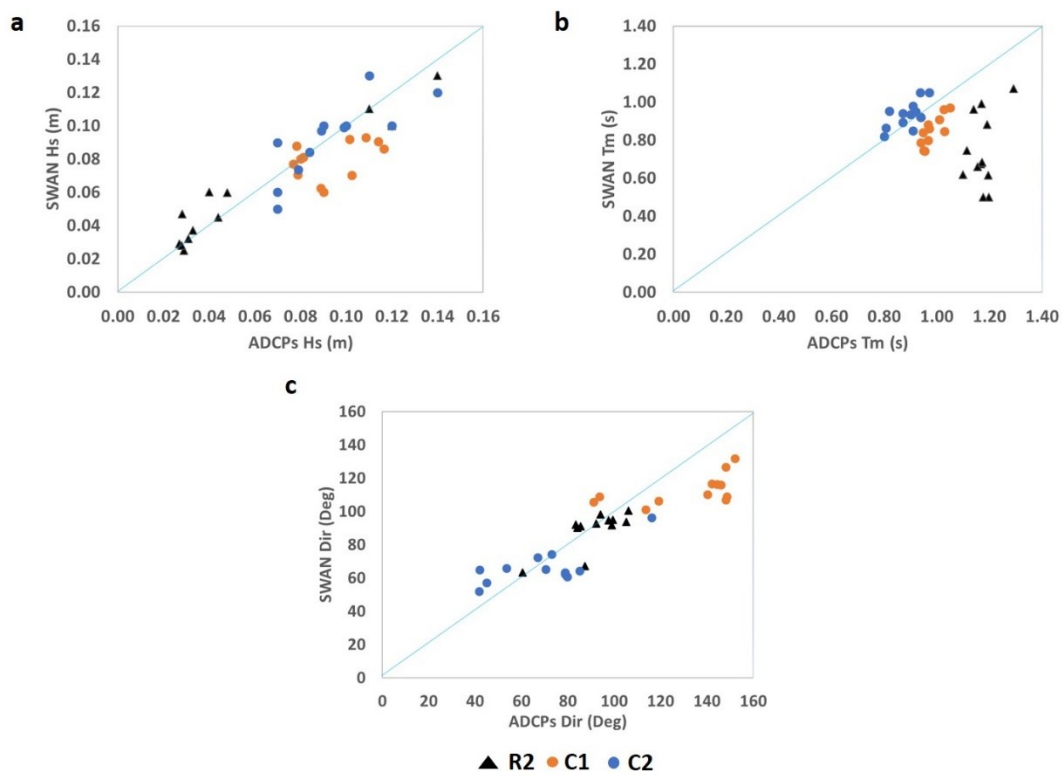 a
SWAN Hs (m)
0.16
0.14
0.12
0.10
0.08
0.06
0.04
0.02
0.00
0.00 0.02 0.04 0.06 0.08 0.10 0.12 0.14 0.16
ADCPs Hs (m)
b
SWAN Tm (s)
1.40
1.20
1.00
0.80
0.60
0.40
0.20
0.00
0.00 0.20 0.40 0.60 0.80 1.00 1.20 1.40
ADCPs Tm (s)
c
SWAN Dir (Deg)
160
140
120
100
80
60
40
20
0
0 20 40 60 80 100 120 140 160
ADCPs Dir (Deg)
R2 C1 C2